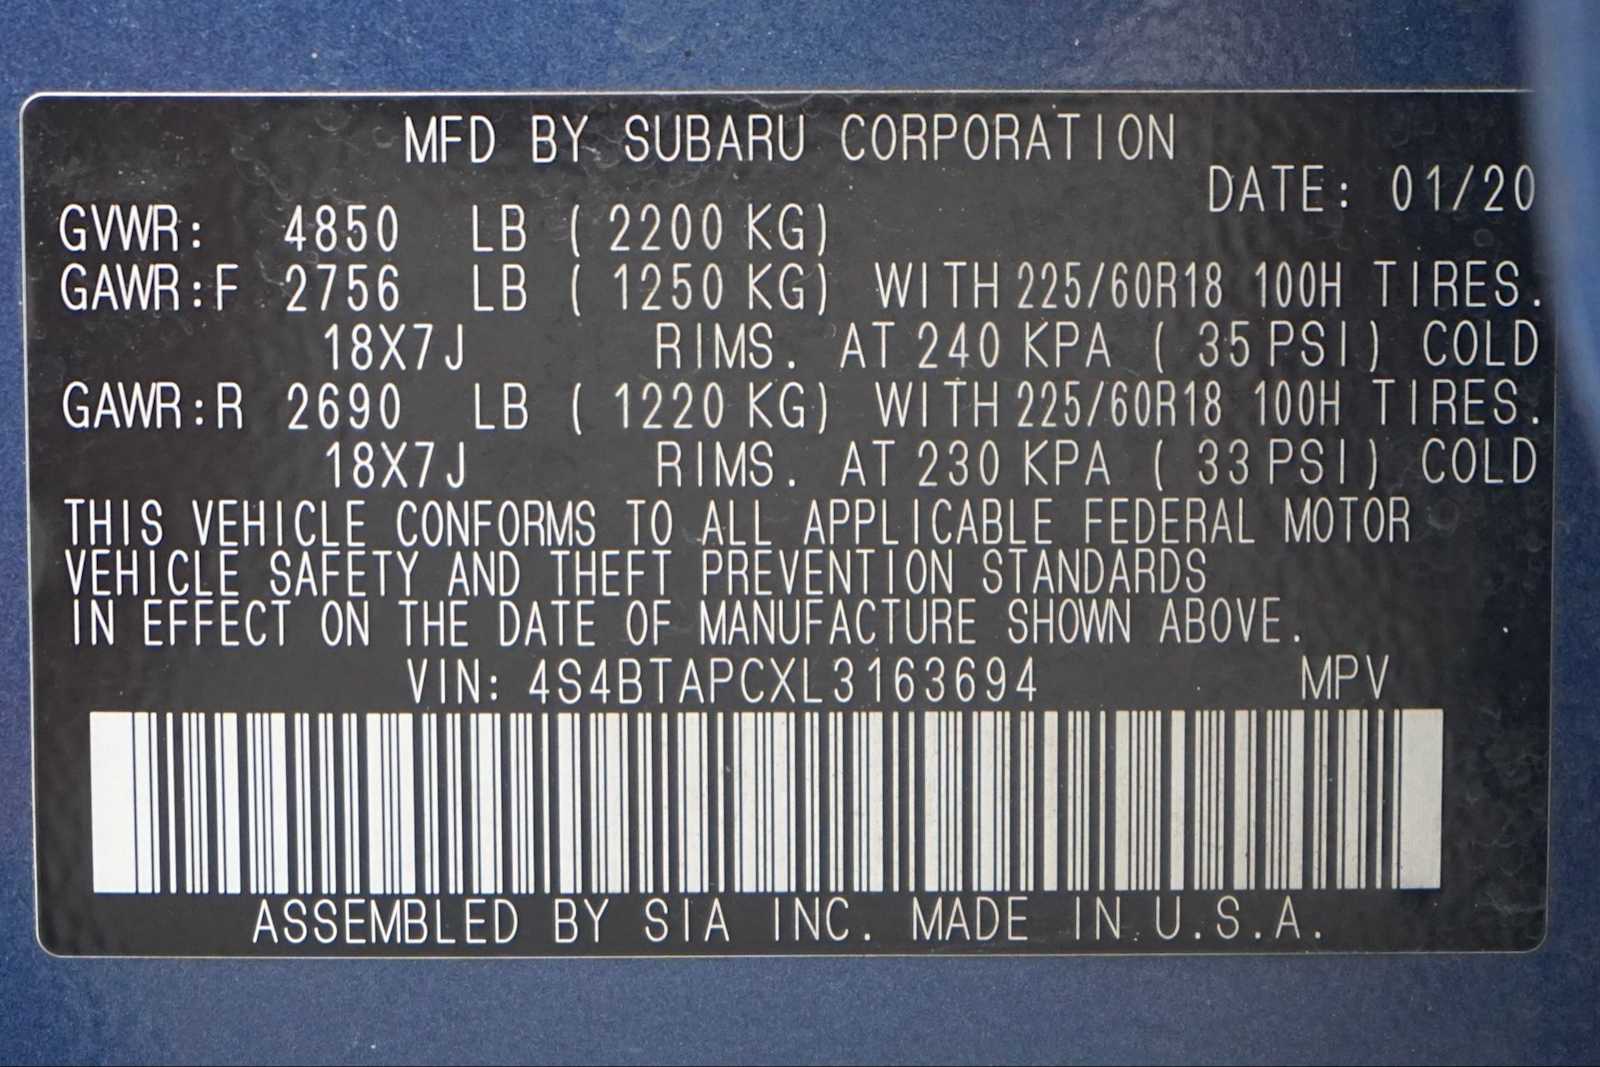 MFD BY SUBARU CORPORATION
DATE: 01/20
GVWR: 4850 LB ( 2200 KG)
GAWR:F 2756 LB ( 1250 KG) WITH 225/60R18 100H TIRES.
18X7J RIMS. AT 240 KPA ( 35 PSI) COLD
GAWR:R 2690 LB ( 1220 KG) WITH 225/60R18 100H TIRES.
18X7J RIMS. AT 230 KPA ( 33 PSI) COLD
THIS VEHICLE CONFORMS TO ALL APPLICABLE FEDERAL MOTOR
VEHICLE SAFETY AND THEFT PREVENTION STANDARDS
IN EFFECT ON THE DATE OF MANUFACTURE SHOWN ABOVE.
VIN: 4S4BTAPCXL3163694 MPV
ASSEMBLED BY SIA INC. MADE IN U.S.A.